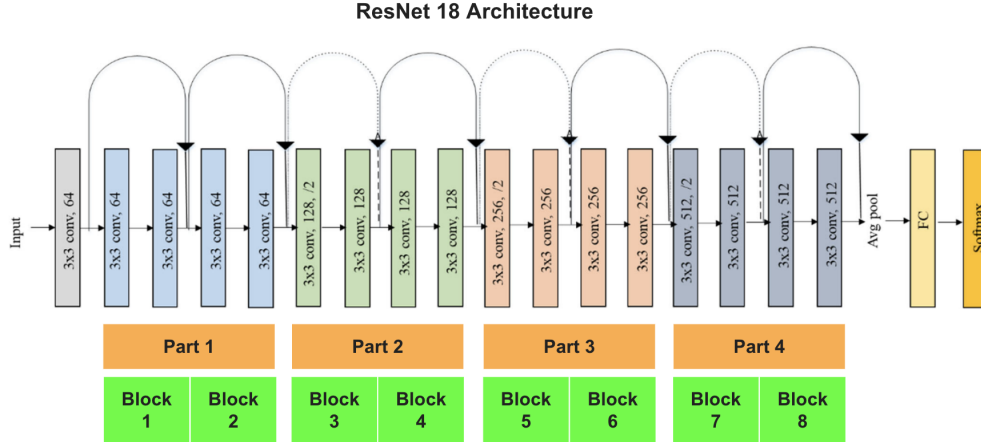 ResNet 18 Architecture
Input
3x3 conv, 64
3x3 conv, 64
3x3 conv, 64
3x3 conv, 64
3x3 conv, 64
3x3 conv, 128, /2
3x3 conv, 128
3x3 conv, 128
3x3 conv, 128
3x3 conv, 256, /2
3x3 conv, 256
3x3 conv, 256
3x3 conv, 256
3x3 conv, 512, /2
3x3 conv, 512
3x3 conv, 512
3x3 conv, 512
Avg pool
FC
Softmax
Part 1
Part 2
Part 3
Part 4
Block
1
Block
2
Block
3
Block
4
Block
5
Block
6
Block
7
Block
8